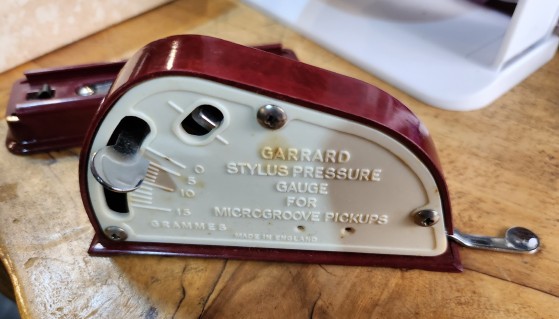 GARRARD
STYLUS PRESSURE
GAUGE
FOR
MICROGROOVE PICKUPS
0
5
10
15
GRAMMES
MADE IN ENGLAND